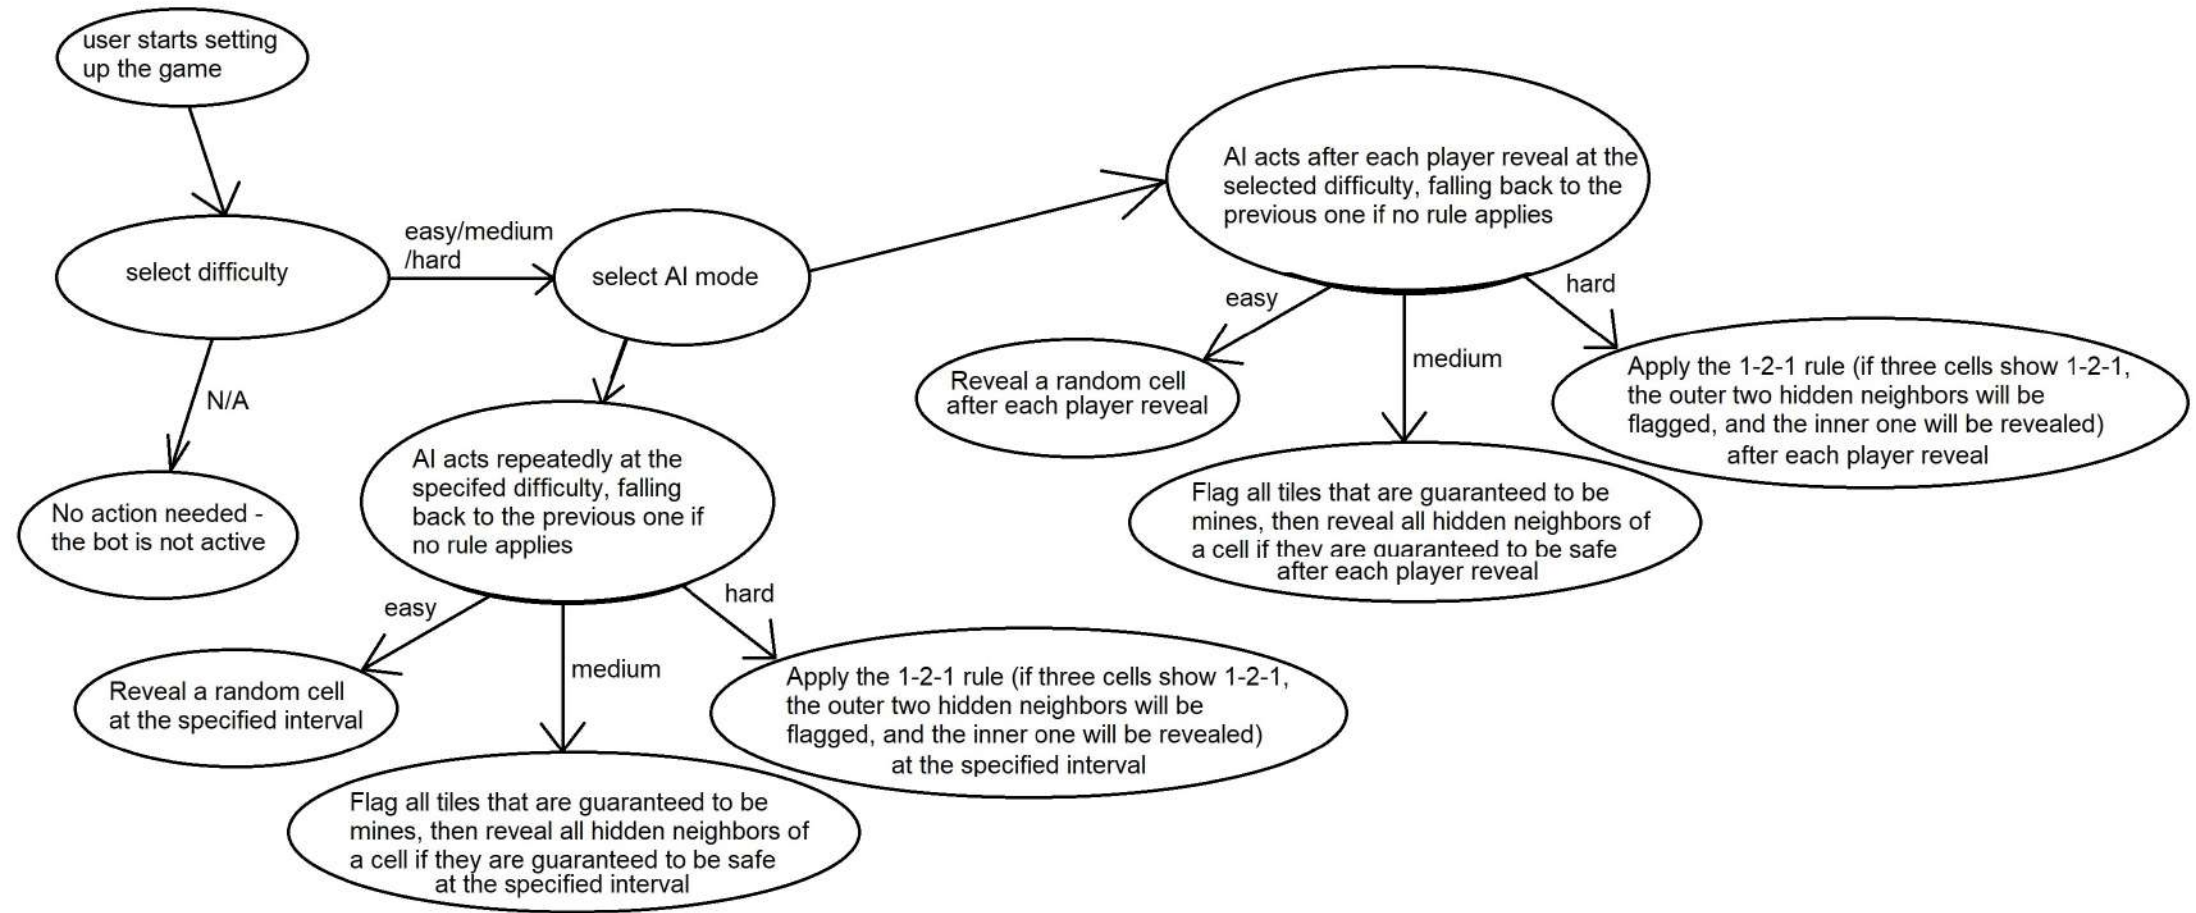 user starts setting
up the game
select difficulty
easy/medium
/hard
select AI mode
N/A
No action needed -
the bot is not active
AI acts after each player reveal at the
selected difficulty, falling back to the
previous one if no rule applies
easy
medium
hard
Reveal a random cell
after each player reveal
Flag all tiles that are guaranteed to be
mines, then reveal all hidden neighbors of
a cell if they are guaranteed to be safe
after each player reveal
Apply the 1-2-1 rule (if three cells show 1-2-1,
the outer two hidden neighbors will be
flagged, and the inner one will be revealed)
after each player reveal
AI acts repeatedly at the
specifed difficulty, falling
back to the previous one if
no rule applies
easy
medium
hard
Reveal a random cell
at the specified interval
Flag all tiles that are guaranteed to be
mines, then reveal all hidden neighbors of
a cell if they are guaranteed to be safe
at the specified interval
Apply the 1-2-1 rule (if three cells show 1-2-1,
the outer two hidden neighbors will be
flagged, and the inner one will be revealed)
at the specified interval